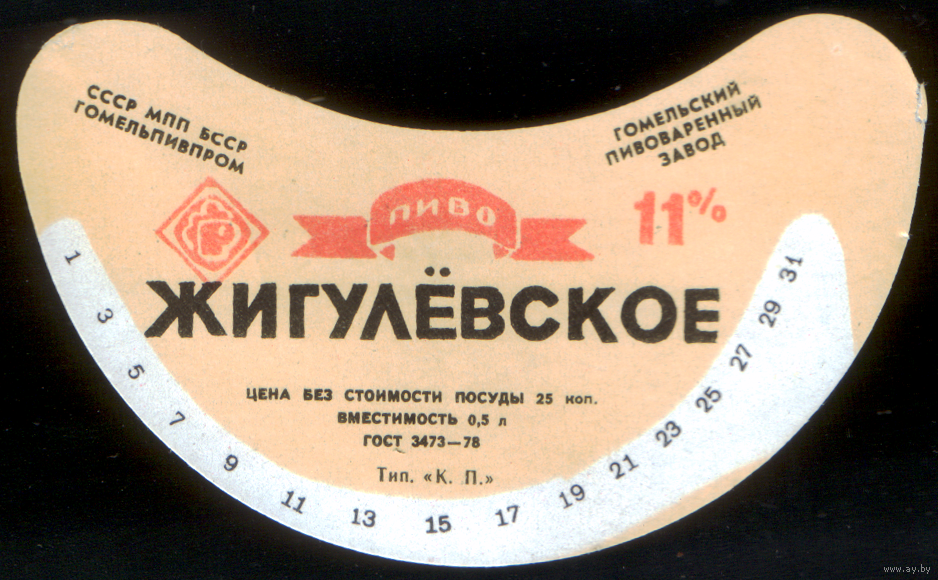 СССР МПП БССР
ГОМЕЛЬПИВПРОМ
ГОМЕЛЬСКИЙ
ПИВОВАРЕННЫЙ
ЗАВОД
ПИВО
11%
ЖИГУЛЁВСКОЕ
ЦЕНА БЕЗ СТОИМОСТИ ПОСУДЫ 25 коп.
ВМЕСТИМОСТЬ 0,5 л
ГОСТ 3473—78
Тип. «К. П.»
1 3 5 7 9 11 13 15 17 19 21 23 25 27 29 31
www.ay.by